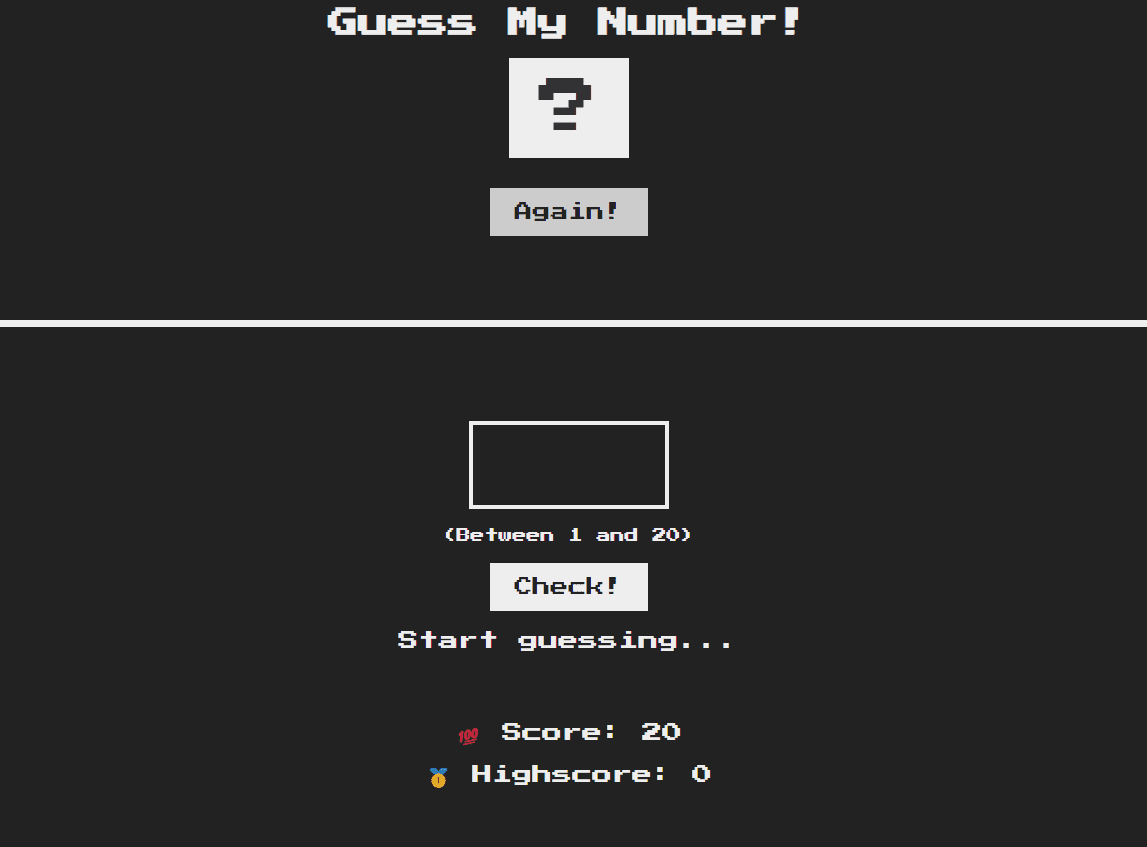 Guess My Number!
?
Again!
(Between 1 and 20)
Check!
Start guessing...
💯 Score: 20
🥇 Highscore: 0